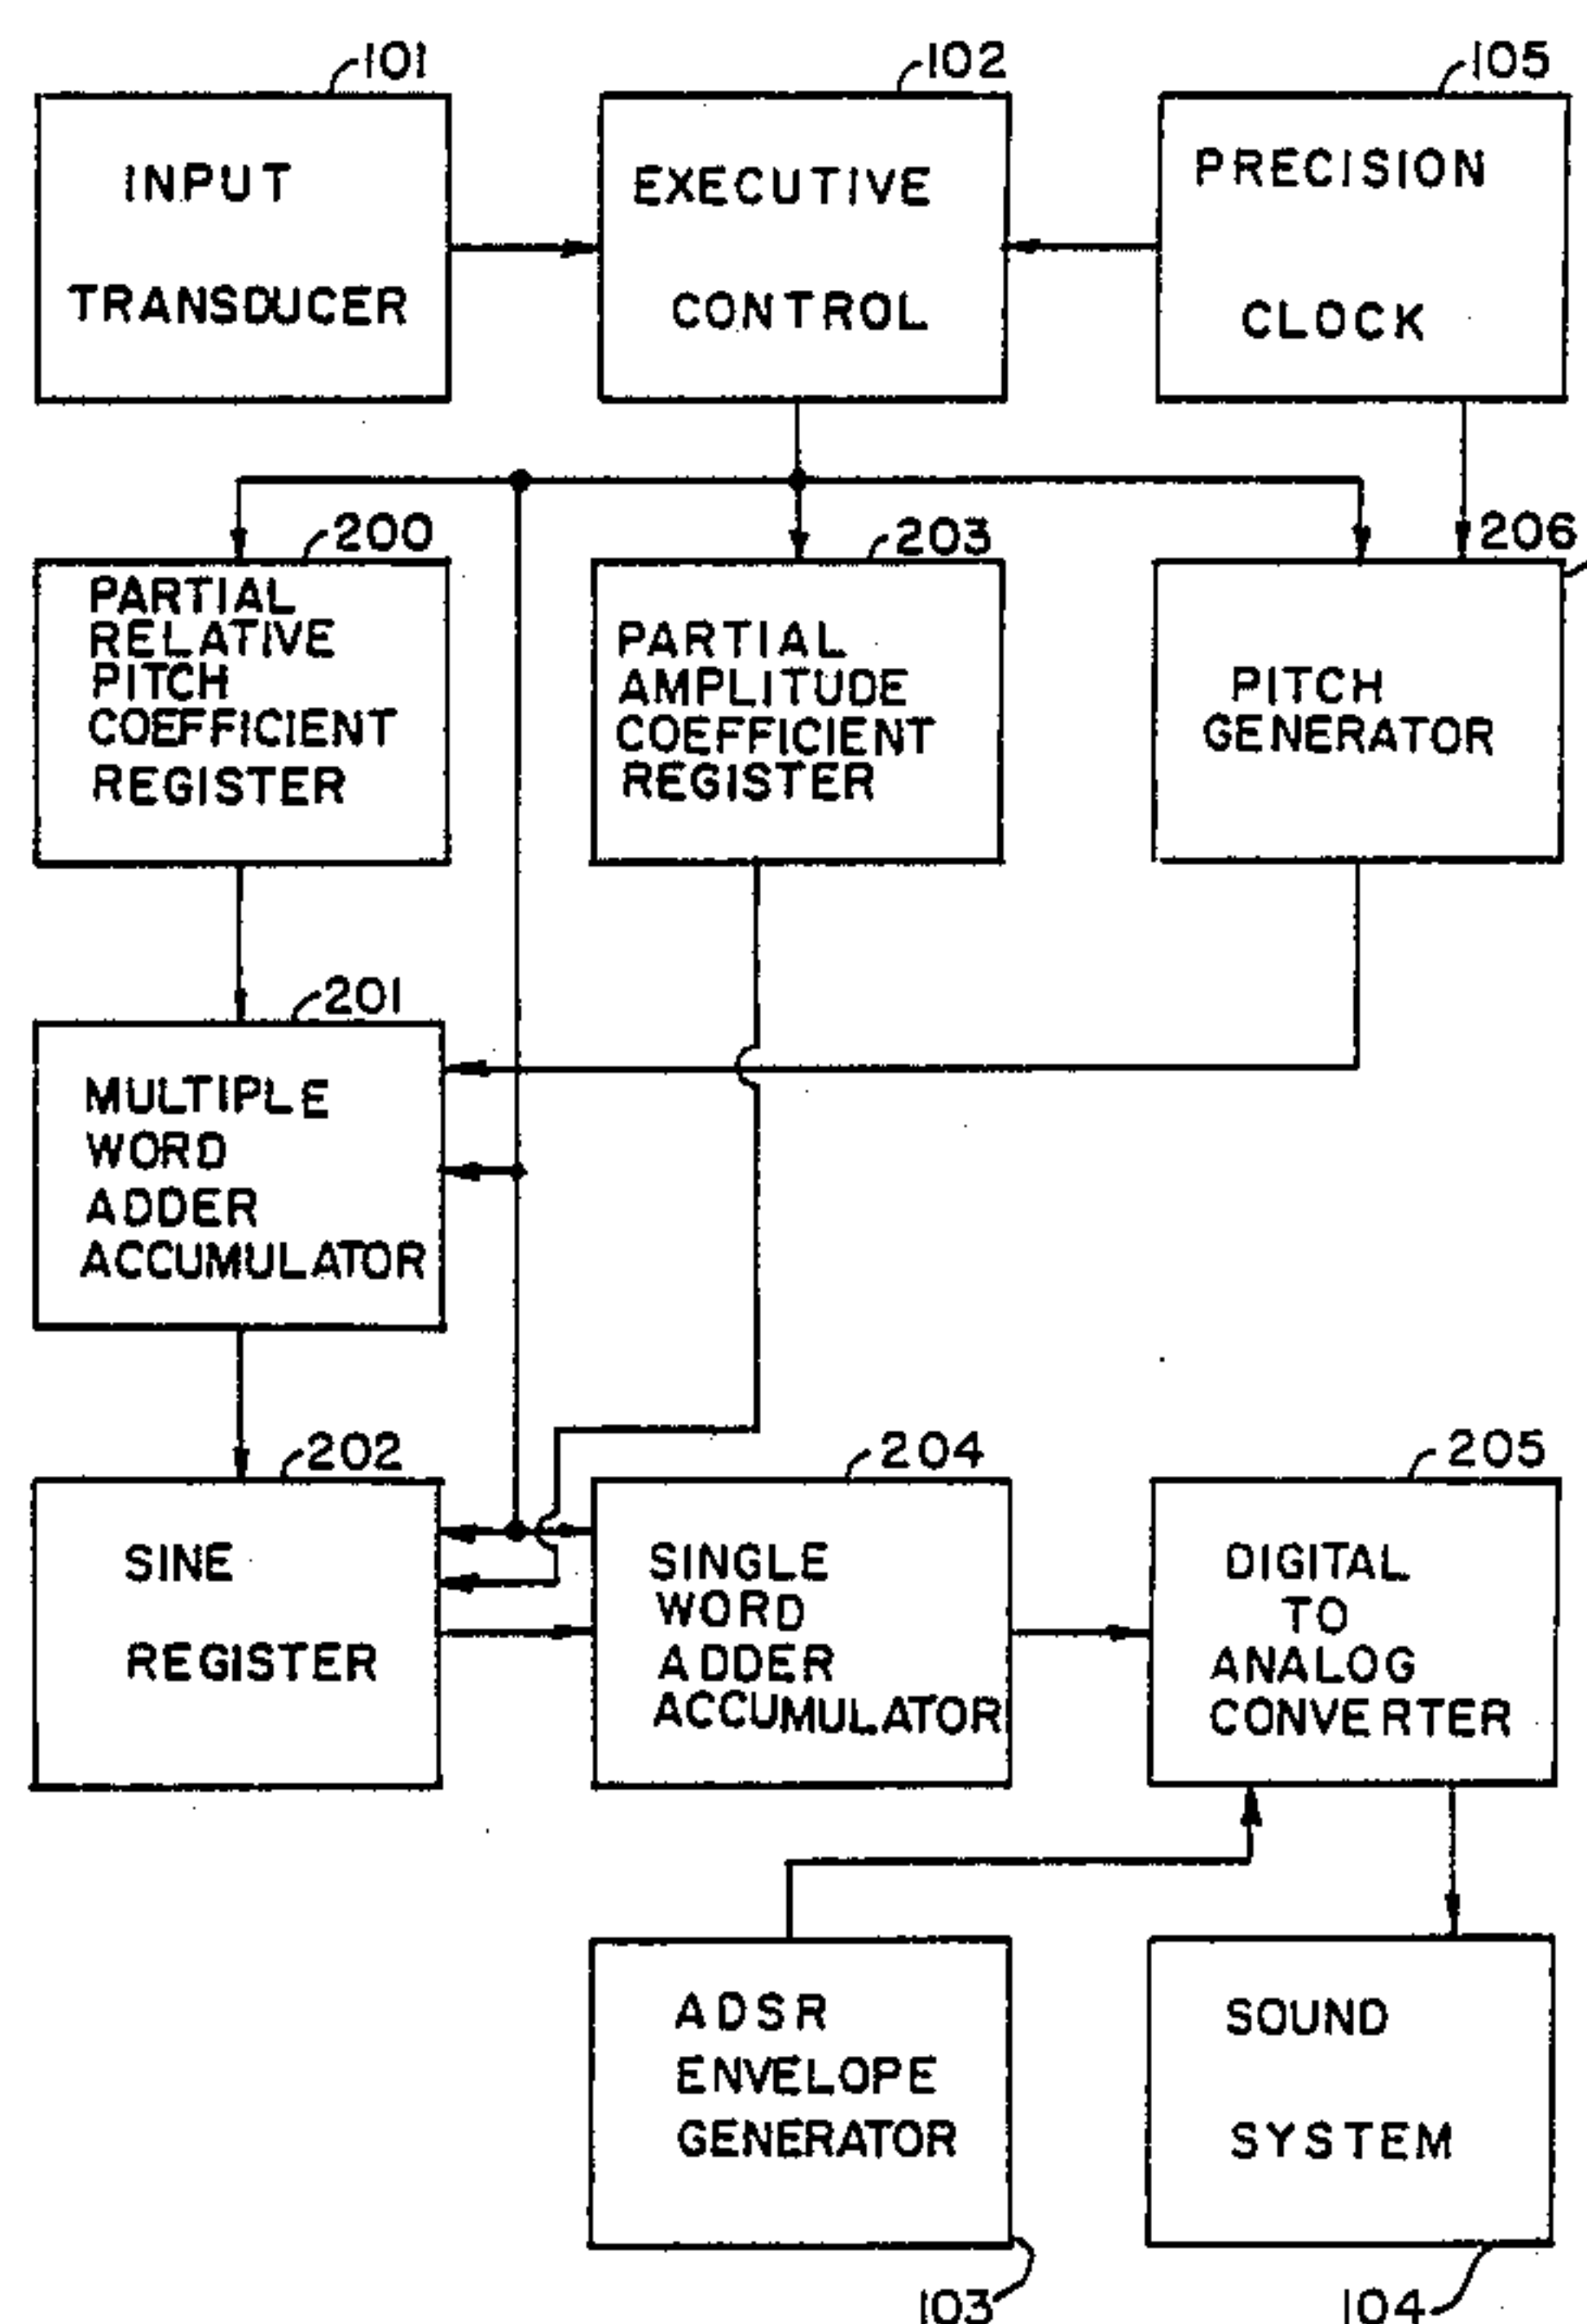 101
INPUT
TRANSDUCER
102
EXECUTIVE
CONTROL
105
PRECISION
CLOCK
200
PARTIAL
RELATIVE
PITCH
COEFFICIENT
REGISTER
203
PARTIAL
AMPLITUDE
COEFFICIENT
REGISTER
206
PITCH
GENERATOR
201
MULTIPLE
WORD
ADDER
ACCUMULATOR
202
SINE
REGISTER
204
SINGLE
WORD
ADDER
ACCUMULATOR
205
DIGITAL
TO
ANALOG
CONVERTER
ADSR
ENVELOPE
GENERATOR
103
SOUND
SYSTEM
104